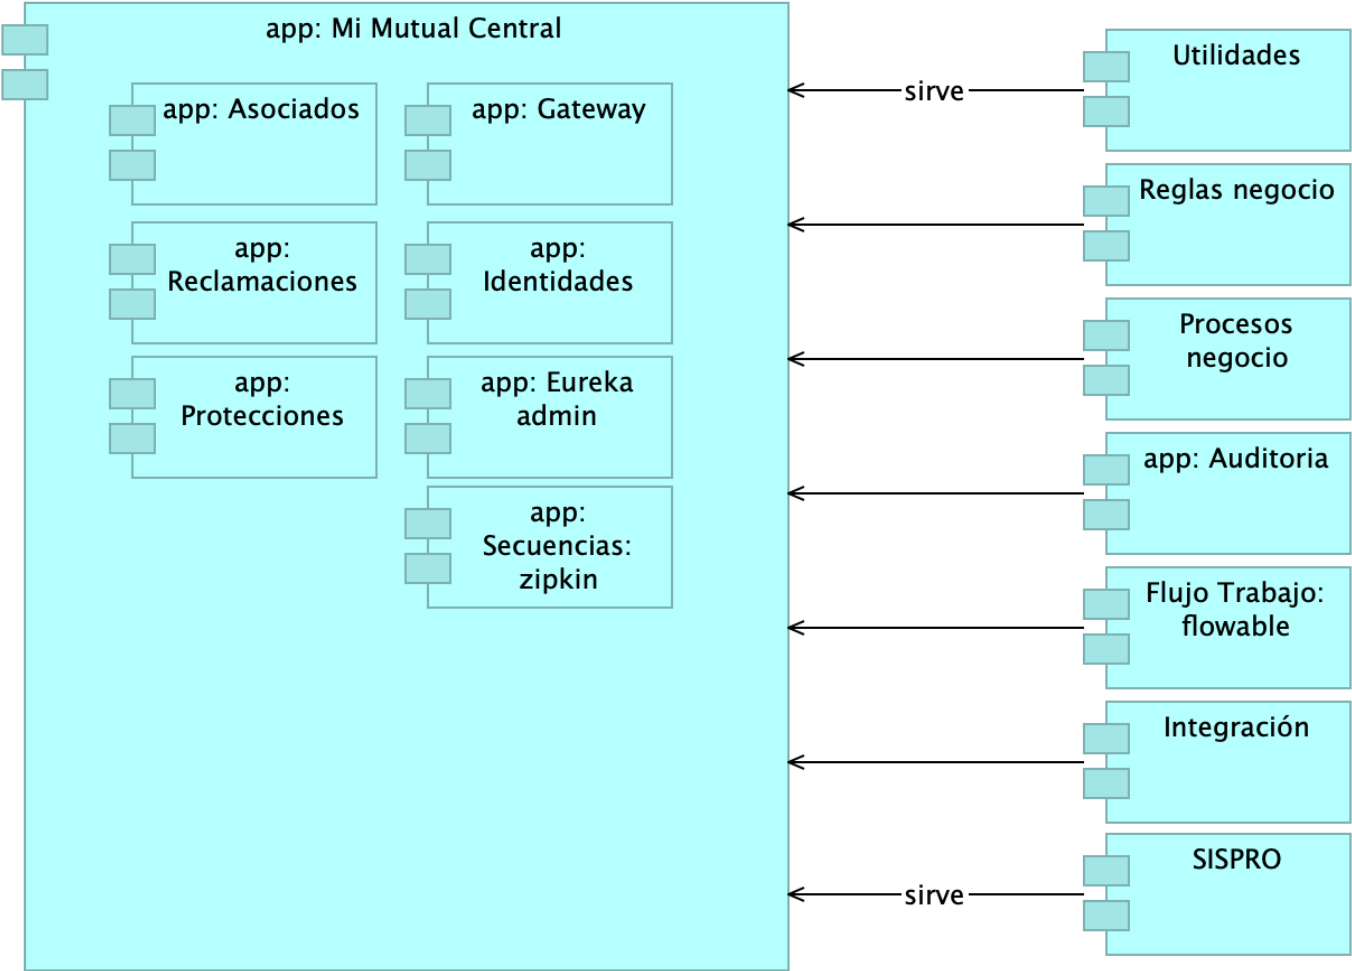 app: Mi Mutual Central
app: Asociados
app: Gateway
app:
Reclamaciones
app:
Identidades
app:
Protecciones
app: Eureka
admin
app:
Secuencias:
zipkin
sirve
Utilidades
Reglas negocio
Procesos
negocio
app: Auditoria
Flujo Trabajo:
flowable
Integración
sirve
SISPRO